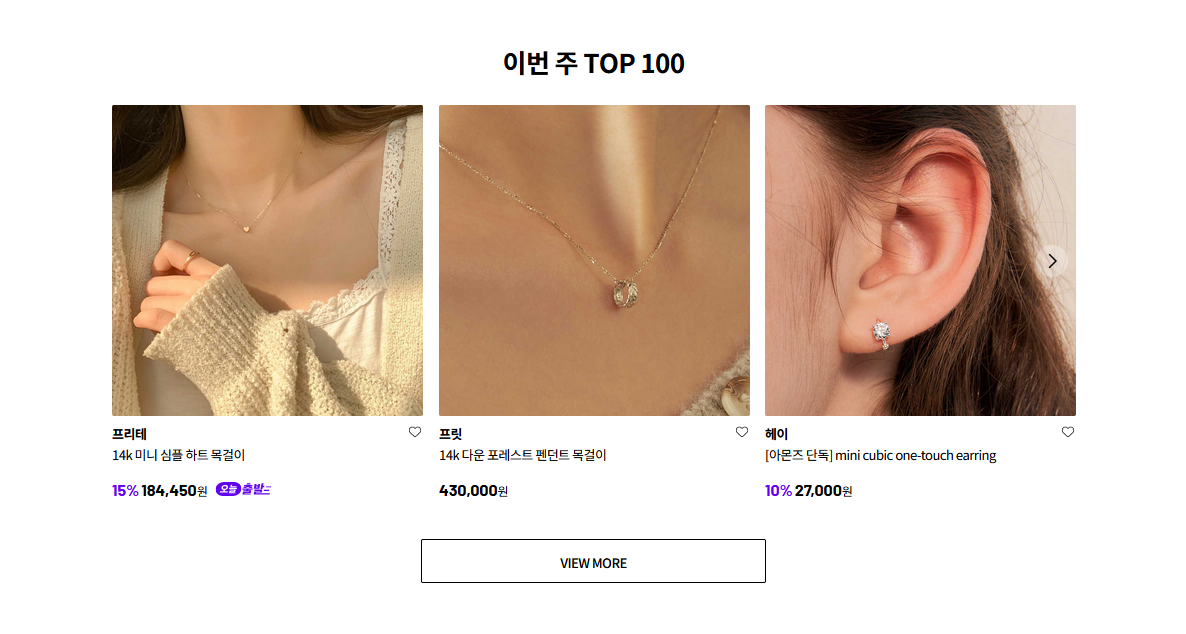 이번 주 TOP 100
프리테
14k 미니 심플 하트 목걸이
15% 184,450원 오늘출발
프릿
14k 다운 포레스트 펜던트 목걸이
430,000원
헤이
[아몬즈 단독] mini cubic one-touch earring
10% 27,000원
VIEW MORE